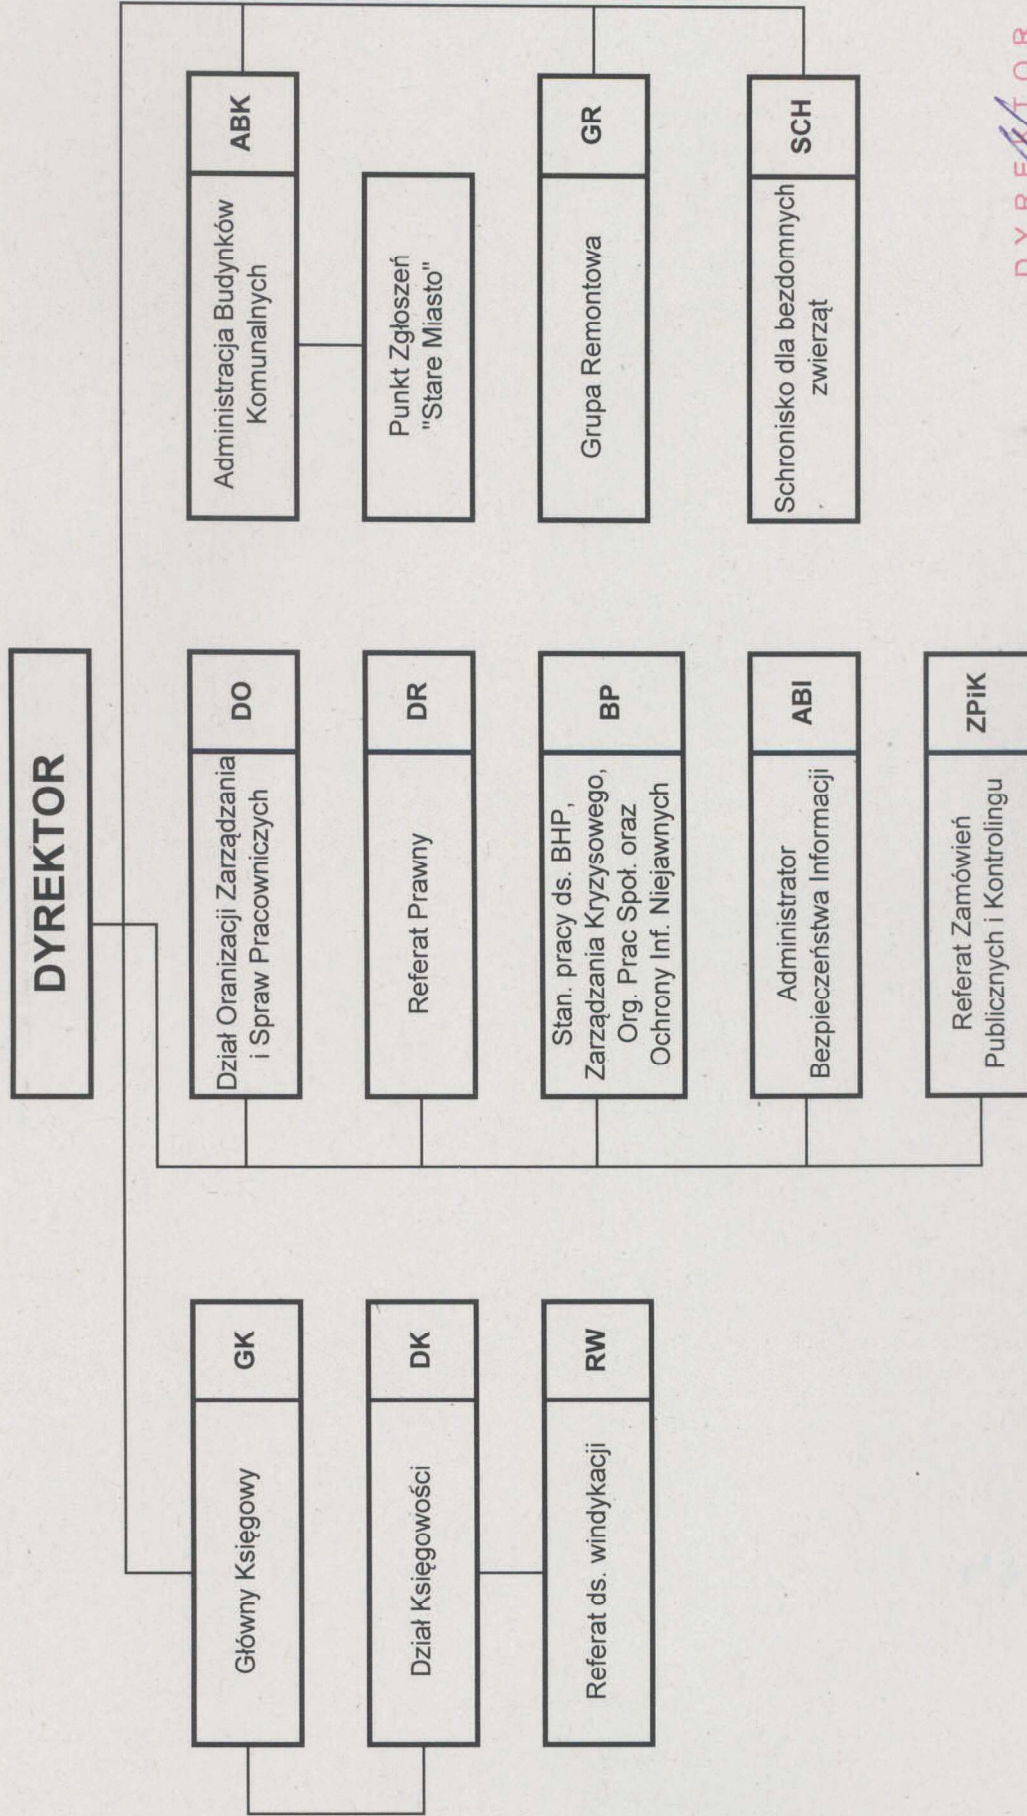 DYREKTOR
Główny Księgowy
GK
Dział Księgowości
DK
Referat ds. windykacji
RW
Dział Oranizacji Zarządzania
i Spraw Pracowniczych
DO
Referat Prawny
DR
Stan. pracy ds. BHP,
Zarządzania Kryzysowego,
Org. Prac Społ. oraz
Ochrony Inf. Niejawnych
BP
Administrator
Bezpieczeństwa Informacji
ABI
Referat Zamówień
Publicznych i Kontrolingu
ZPiK
Administracja Budynków
Komunalnych
ABK
Punkt Zgłoszeń
"Stare Miasto"
Grupa Remontowa
GR
Schronisko dla bezdomnych
zwierząt
SCH
DYREKTOR